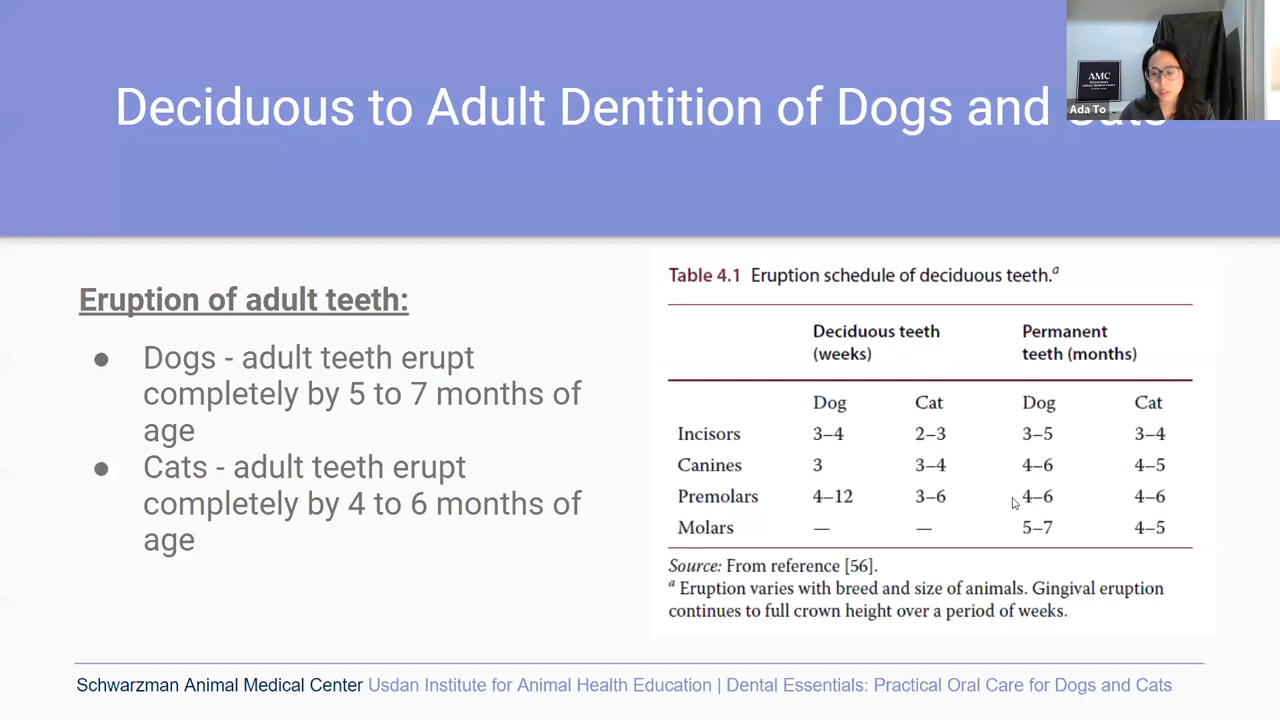 Deciduous to Adult Dentition of Dogs and
AMC
Ada To
Eruption of adult teeth:
● Dogs - adult teeth erupt
completely by 5 to 7 months of
age
● Cats - adult teeth erupt
completely by 4 to 6 months of
age
Table 4.1 Eruption schedule of deciduous teeth.a
Deciduous teeth Permanent
(weeks) teeth (months)
Dog Cat Dog Cat
Incisors 3–4 2–3 3–5 3–4
Canines 3 3–4 4–6 4–5
Premolars 4–12 3–6 4–6 4–6
Molars — — 5–7 4–5
Source: From reference [56].
a Eruption varies with breed and size of animals. Gingival eruption
continues to full crown height over a period of weeks.
Schwarzman Animal Medical Center Usdan Institute for Animal Health Education | Dental Essentials: Practical Oral Care for Dogs and Cats